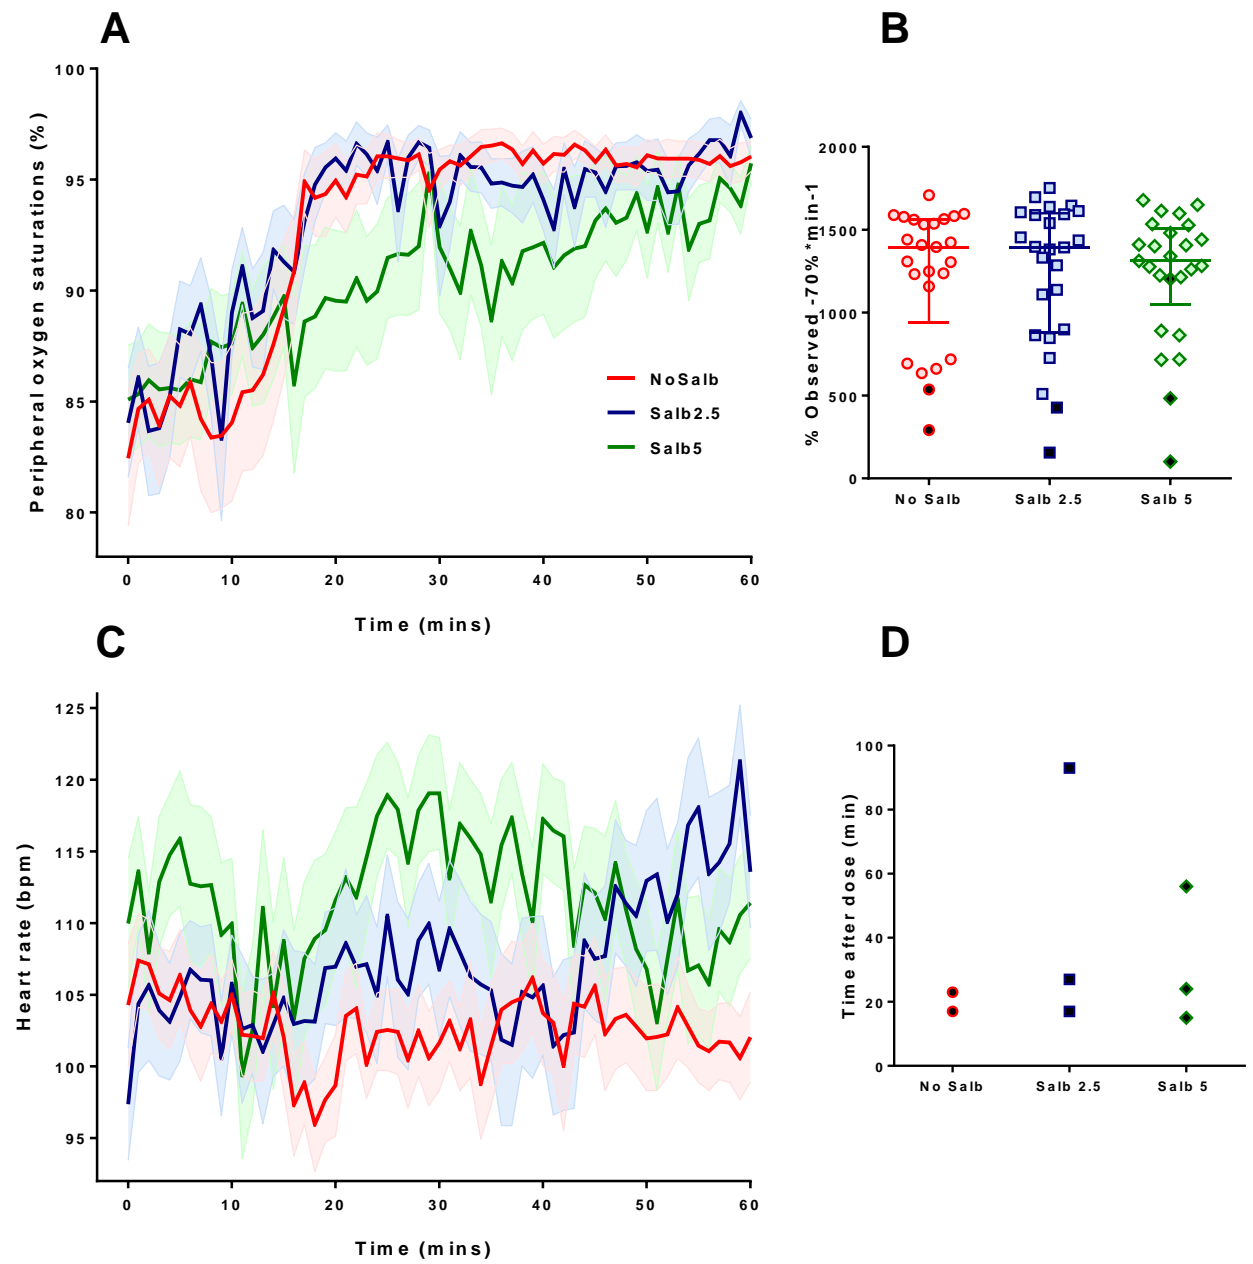 A
Peripheral oxygen saturations (%)
100
95
90
85
80
NoSalb
Salb2.5
Salb5
0 10 20 30 40 50 60
Time (mins)
B
% Observed -70%*min-1
2000
1500
1000
500
0
No Salb Salb 2.5 Salb 5
C
Heart rate (bpm)
125
120
115
110
105
100
95
0 10 20 30 40 50 60
Time (mins)
D
Time after dose (min)
100
80
60
40
20
0
No Salb Salb 2.5 Salb 5